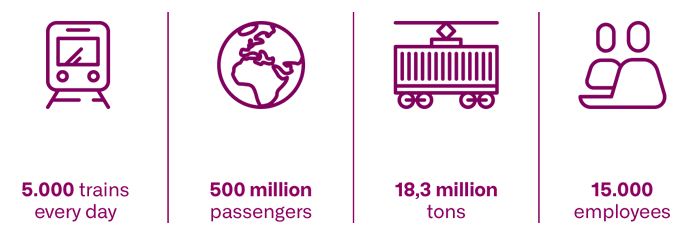 5.000 trains
every day
500 million
passengers
18,3 million
tons
15.000
employees